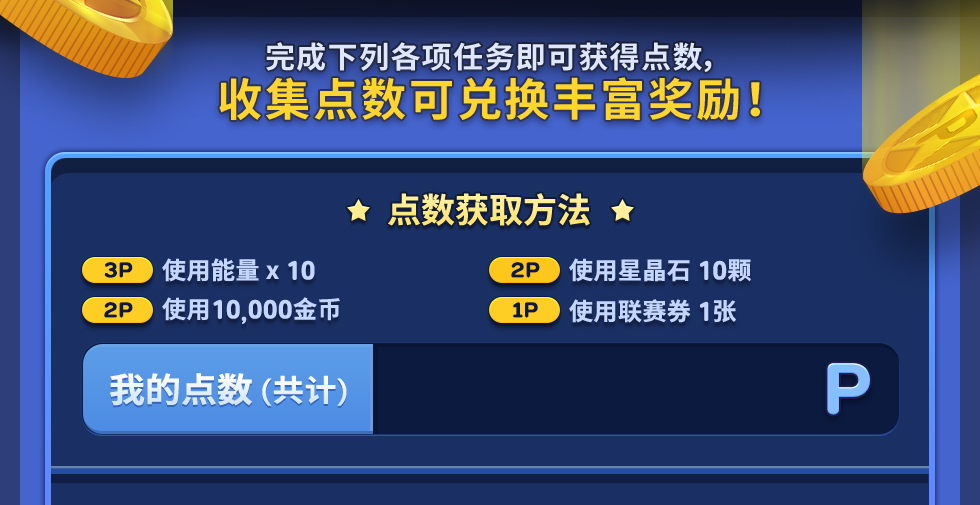 完成下列各项任务即可获得点数,
收集点数可兑换丰富奖励!
点数获取方法
3P 使用能量 x 10
2P 使用星晶石 10颗
2P 使用10,000金币
1P 使用联赛券 1张
我的点数 (共计)
P